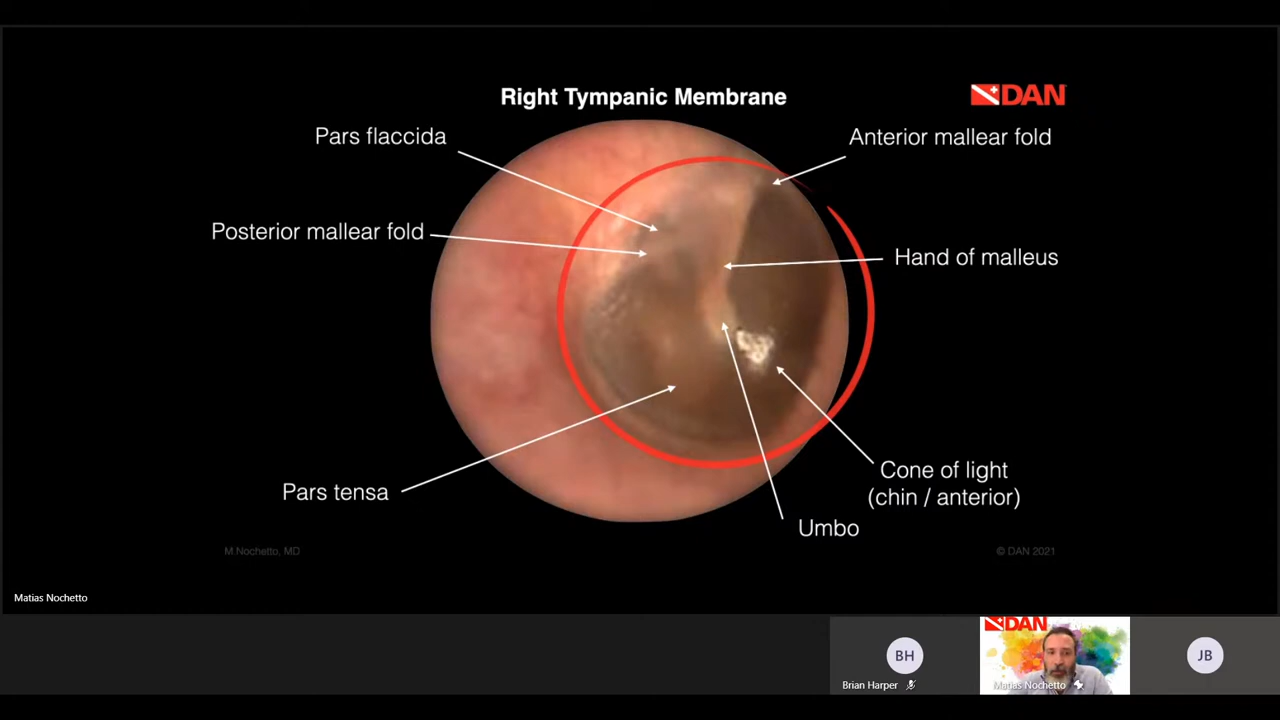 Right Tympanic Membrane
DAN
Pars flaccida
Anterior mallear fold
Posterior mallear fold
Hand of malleus
Pars tensa
Cone of light
(chin / anterior)
Umbo
M Nochetto, MD
© DAN 2021
Matias Nochetto
DAN
BH
JB
Brian Harper
Matias Nochetto